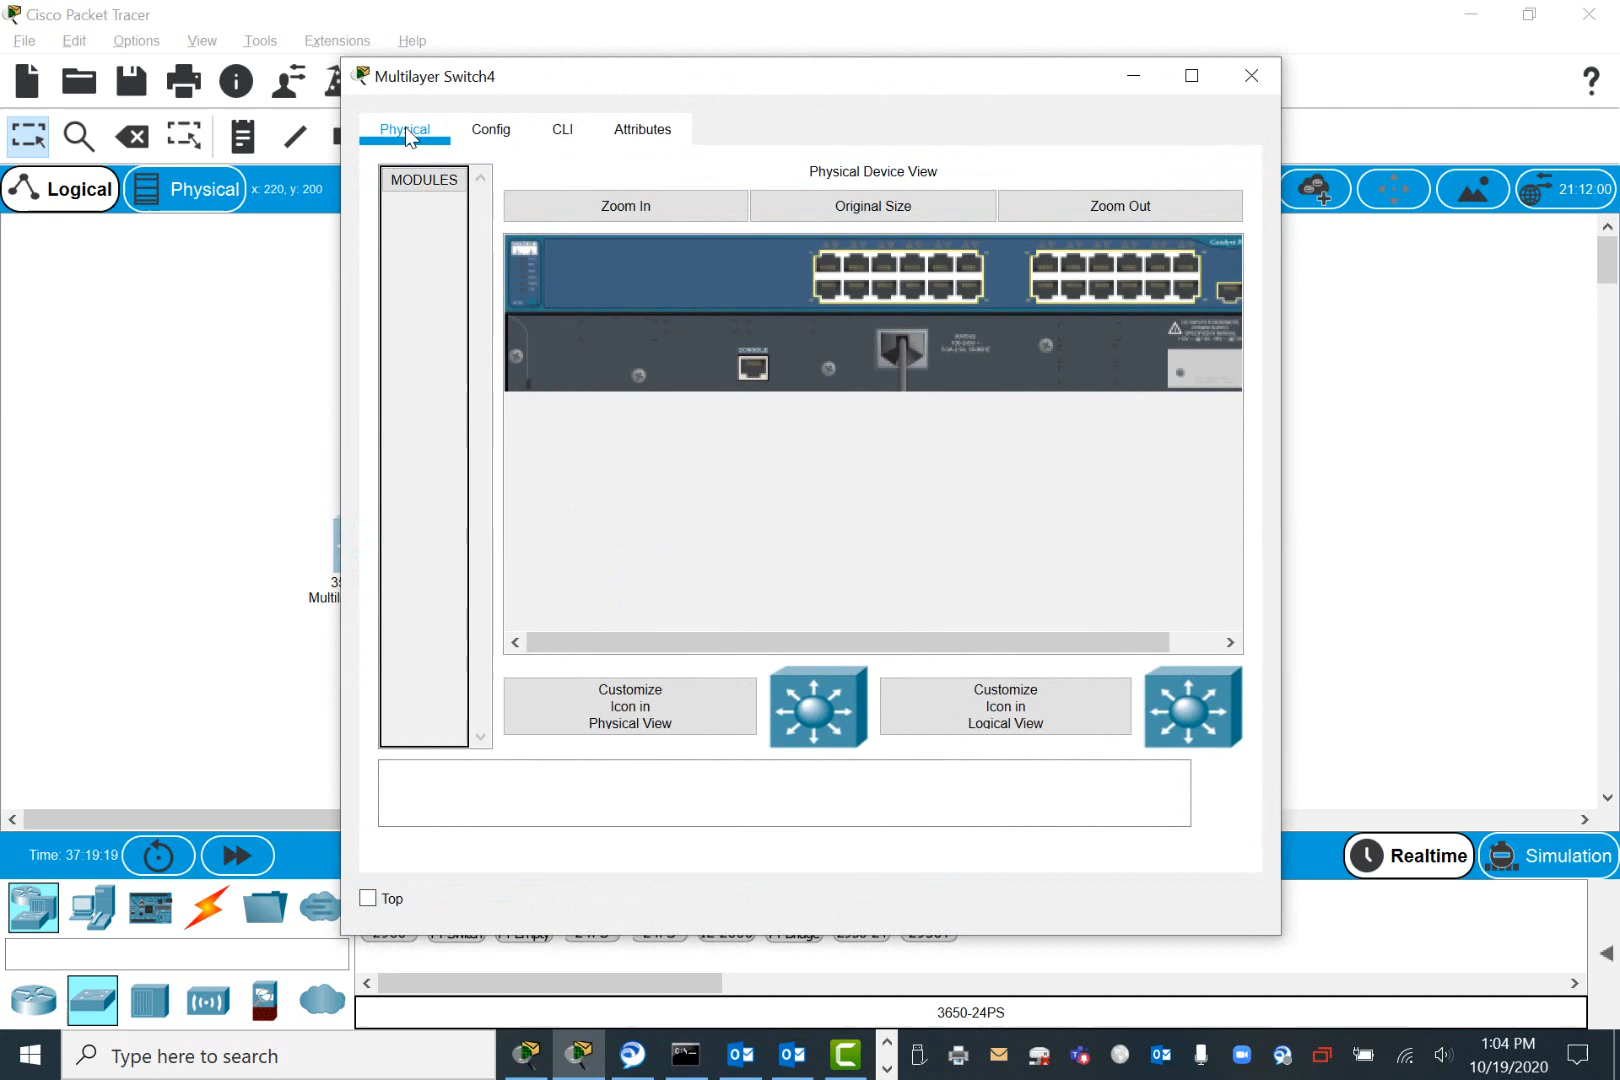 Cisco Packet Tracer
File Edit Options View Tools Extensions Help
Multilayer Switch4
Physical Config CLI Attributes
Logical Physical x: 220, y: 200
21:12:00
MODULES
Physical Device View
Zoom In Original Size Zoom Out
CONSOLE
Customize
Icon in
Physical View
Customize
Icon in
Logical View
Time: 37:19:19
Realtime Simulation
Top
3650-24PS
Type here to search
1:04 PM
10/19/2020